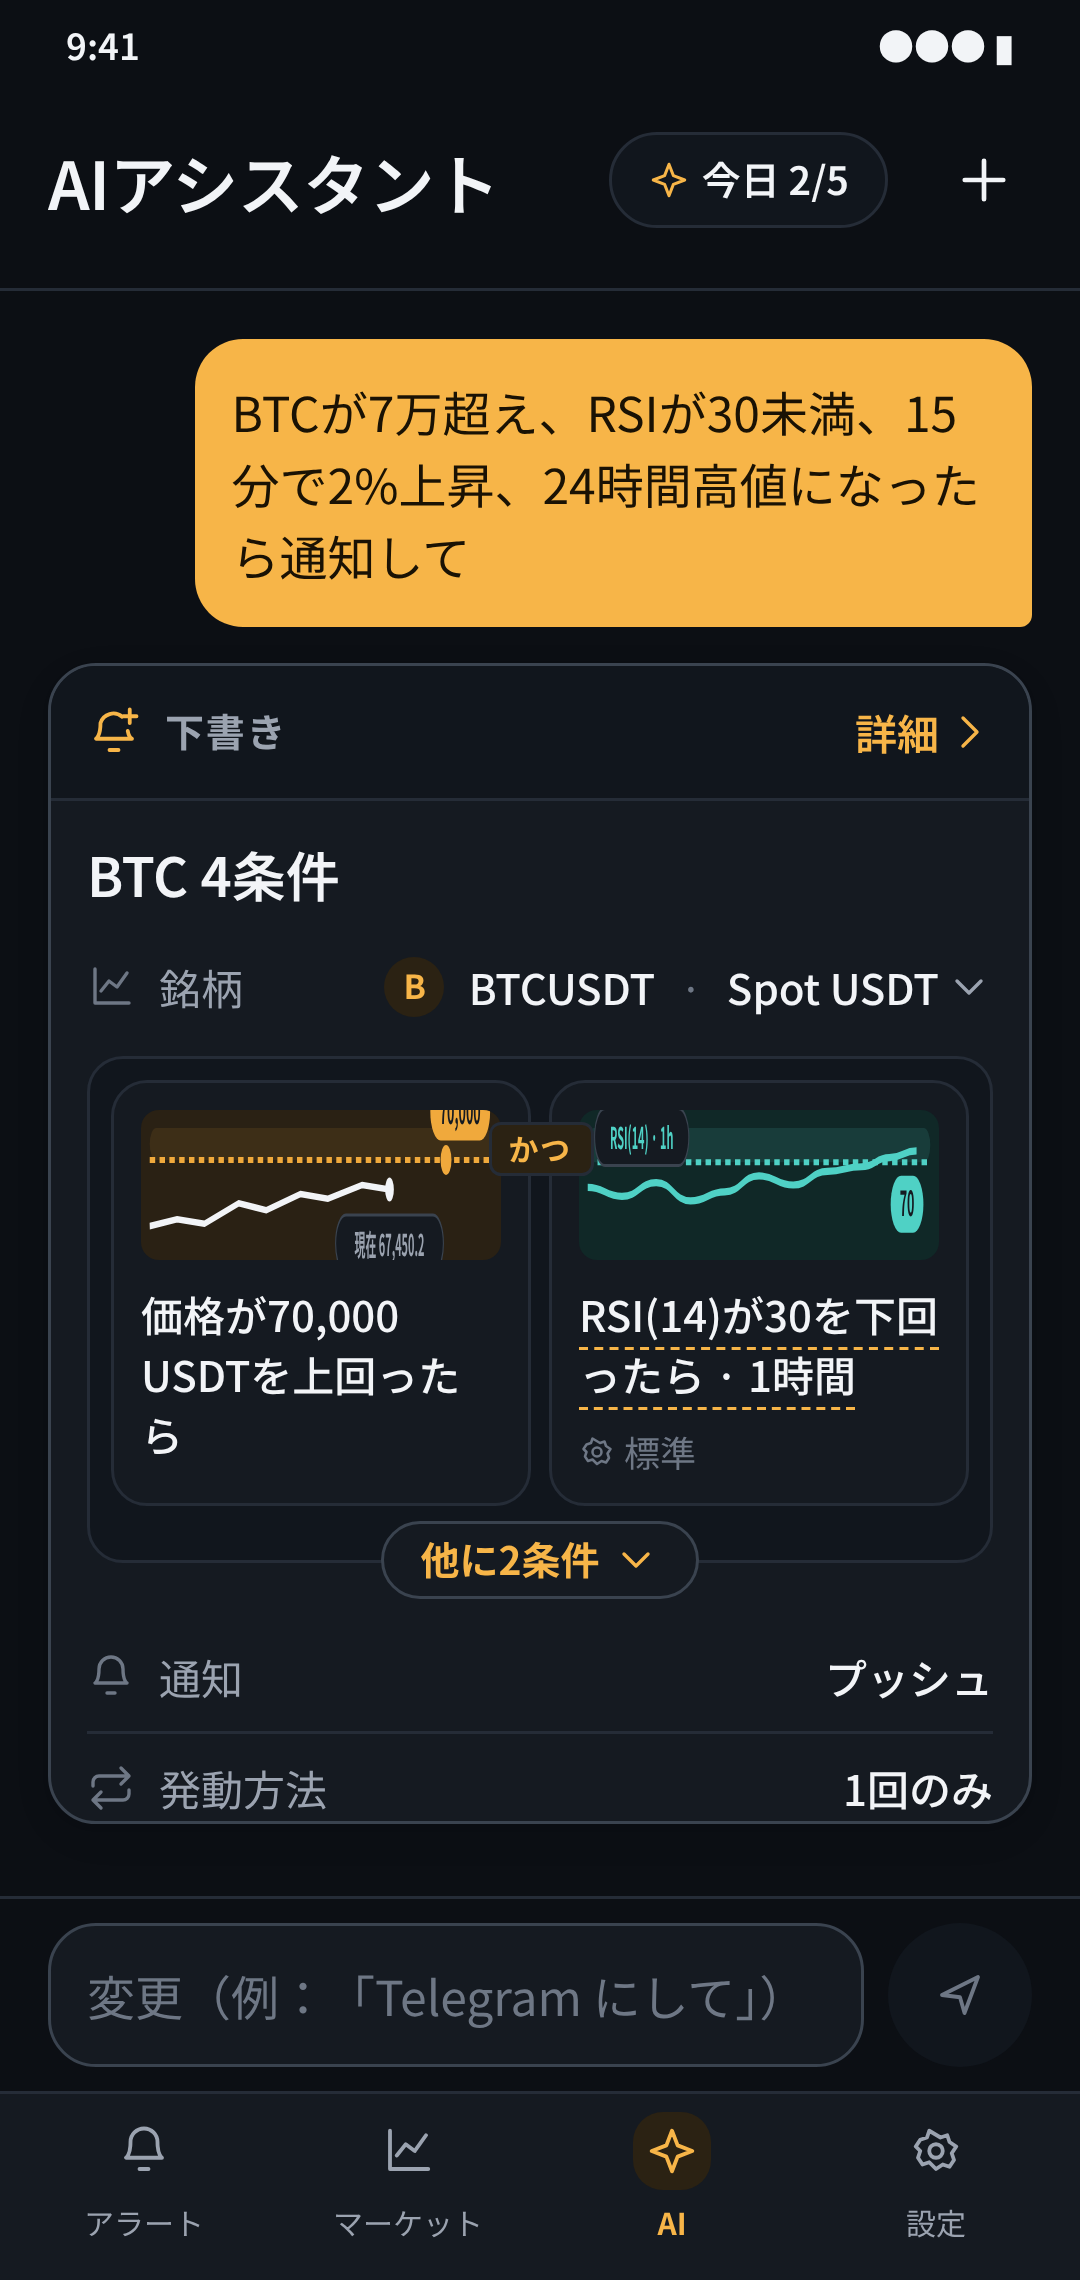 9:41
AIアシスタント
今日 2/5
BTCが7万超え、RSIが30未満、15
分で2%上昇、24時間高値になった
ら通知して
下書き
詳細
BTC 4条件
銘柄
B BTCUSDT · Spot USDT
70,000
現在 67,450.2
かつ
RSI(14) · 1h
70
価格が70,000
USDTを上回った
ら
RSI(14)が30を下回
ったら · 1時間
標準
他に2条件
通知
プッシュ
発動方法
1回のみ
変更（例：「Telegram にして」）
アラート
マーケット
AI
設定